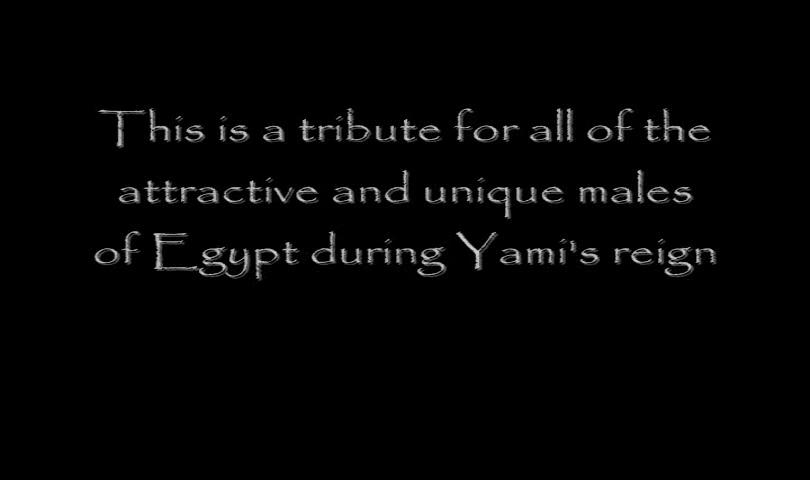 This is a tribute for all of the
attractive and unique males
of Egypt during Yami's reign